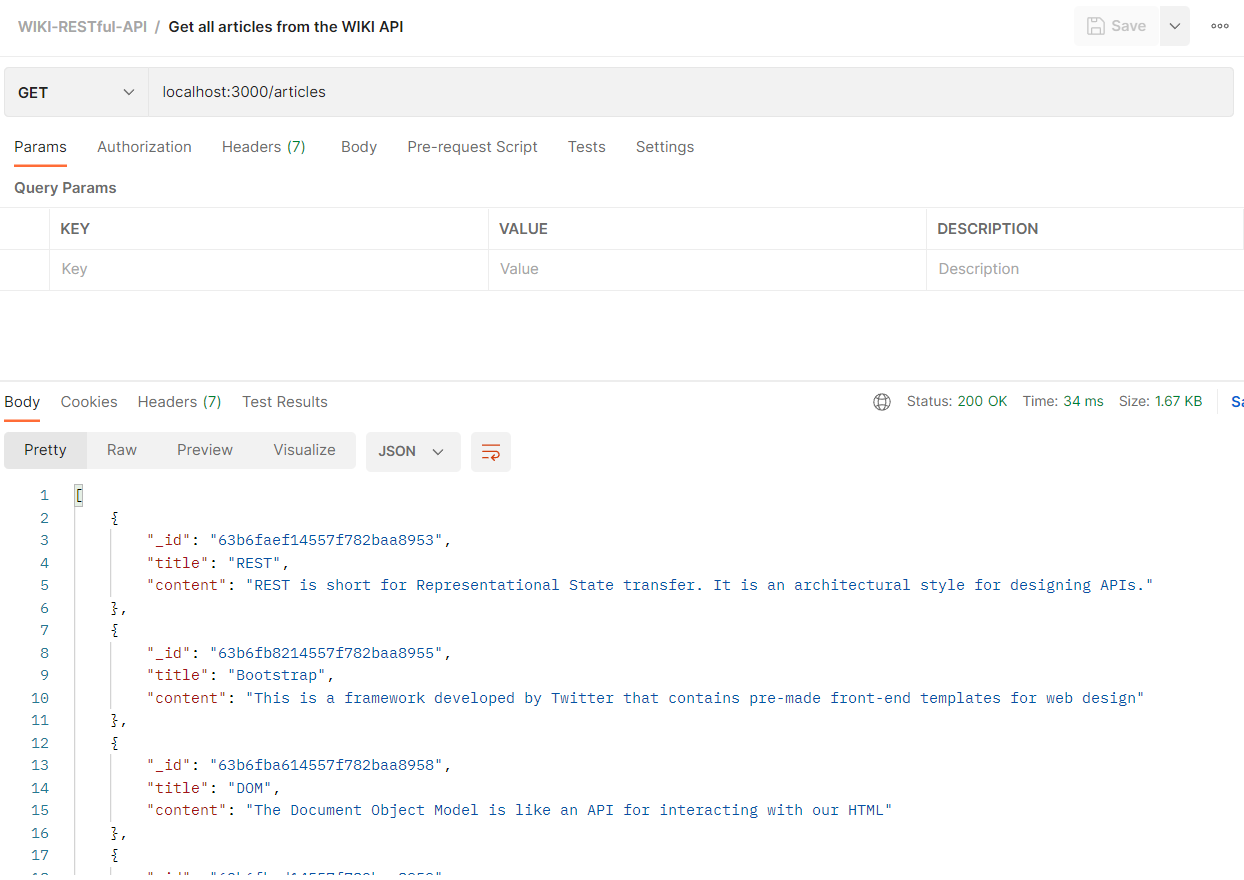 WIKI-RESTful-API / Get all articles from the WIKI API
Save
GET localhost:3000/articles
Params Authorization Headers (7) Body Pre-request Script Tests Settings
Query Params
KEY VALUE DESCRIPTION
Key Value Description
Body Cookies Headers (7) Test Results Status: 200 OK Time: 34 ms Size: 1.67 KB
Pretty Raw Preview Visualize JSON
1 [
2 {
3 "_id": "63b6faef14557f782baa8953",
4 "title": "REST",
5 "content": "REST is short for Representational State transfer. It is an architectural style for designing APIs."
6 },
7 {
8 "_id": "63b6fb8214557f782baa8955",
9 "title": "Bootstrap",
10 "content": "This is a framework developed by Twitter that contains pre-made front-end templates for web design"
11 },
12 {
13 "_id": "63b6fba614557f782baa8958",
14 "title": "DOM",
15 "content": "The Document Object Model is like an API for interacting with our HTML"
16 },
17 {